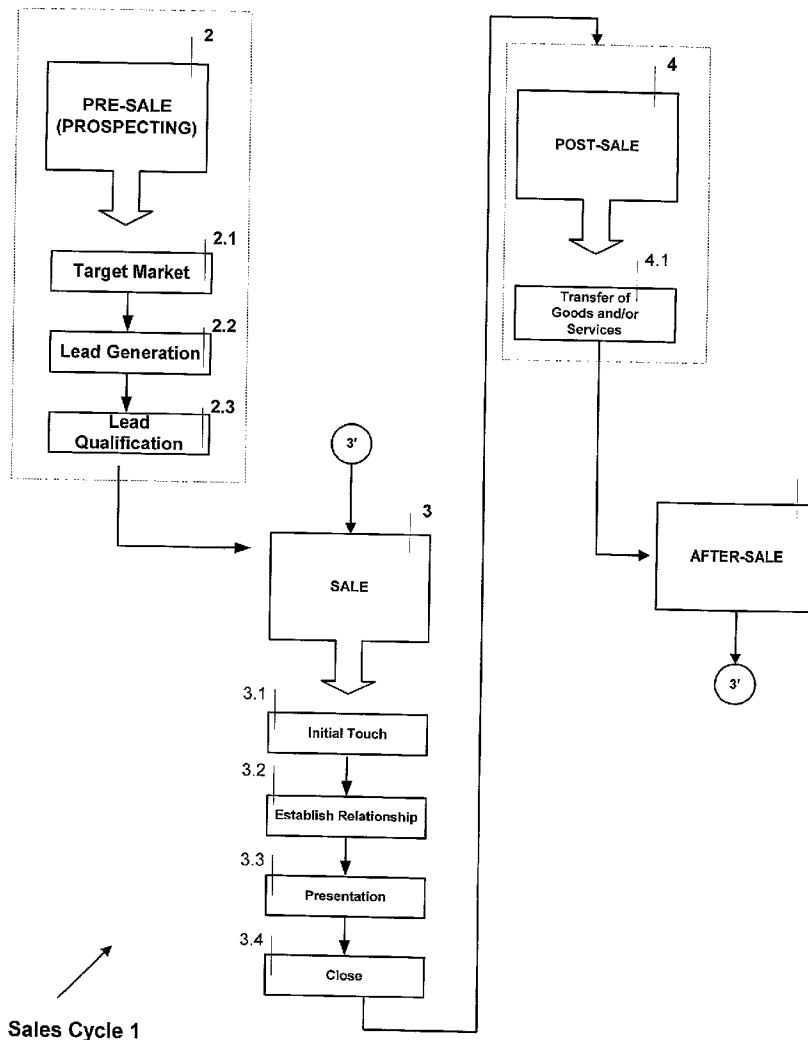 2
PRE-SALE
(PROSPECTING)
2.1
Target Market
2.2
Lead Generation
2.3
Lead
Qualification
3'
3
SALE
3.1
Initial Touch
3.2
Establish Relationship
3.3
Presentation
3.4
Close
4
POST-SALE
4.1
Transfer of
Goods and/or
Services
AFTER-SALE
3'
Sales Cycle 1